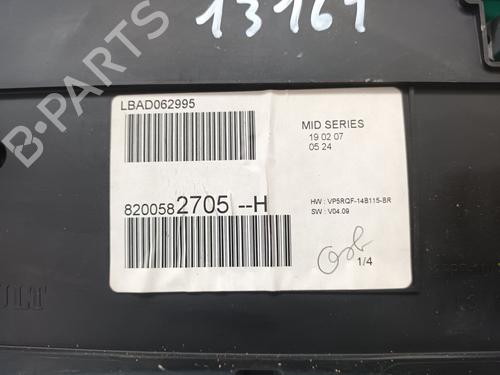 13164
LBAD062995
MID SERIES
19 02 07
05 24
8200582705 --H
HW : VP5RQF-14B115-BR
SW : V04.09
1/4
B-PARTS